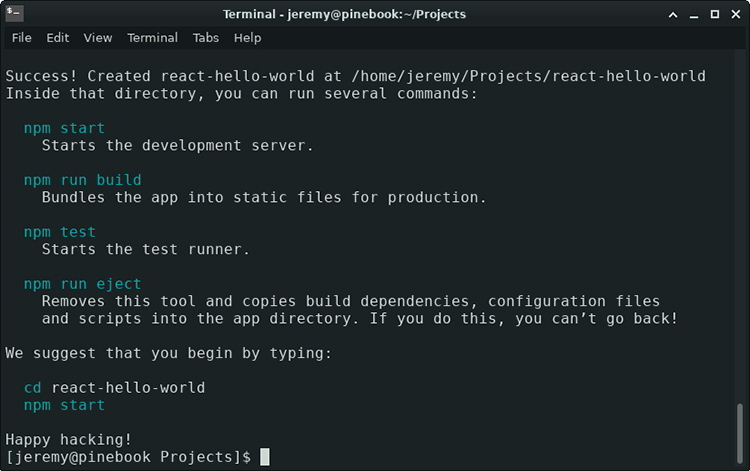 Terminal - jeremy@pinebook:~/Projects
File Edit View Terminal Tabs Help
Success! Created react-hello-world at /home/jeremy/Projects/react-hello-world
Inside that directory, you can run several commands:
npm start
Starts the development server.
npm run build
Bundles the app into static files for production.
npm test
Starts the test runner.
npm run eject
Removes this tool and copies build dependencies, configuration files
and scripts into the app directory. If you do this, you can’t go back!
We suggest that you begin by typing:
cd react-hello-world
npm start
Happy hacking!
[jeremy@pinebook Projects]$